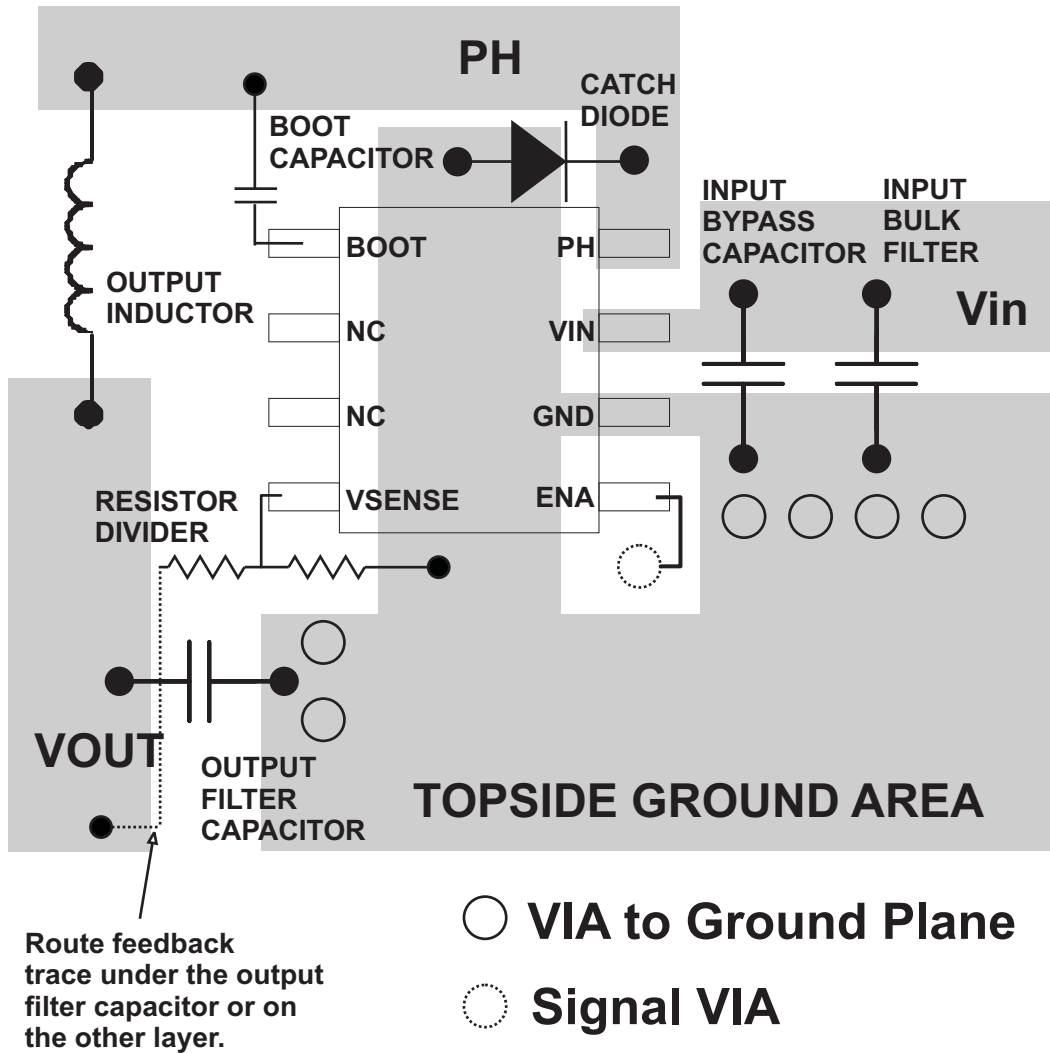 PH
CATCH
DIODE
BOOT
CAPACITOR
INPUT
BYPASS
CAPACITOR
INPUT
BULK
FILTER
OUTPUT
INDUCTOR
BOOT
PH
Vin
NC
VIN
NC
GND
RESISTOR
DIVIDER
VSENSE
ENA
VOUT
OUTPUT
FILTER
CAPACITOR
TOPSIDE GROUND AREA
Route feedback
trace under the output
filter capacitor or on
the other layer.
VIA to Ground Plane
Signal VIA